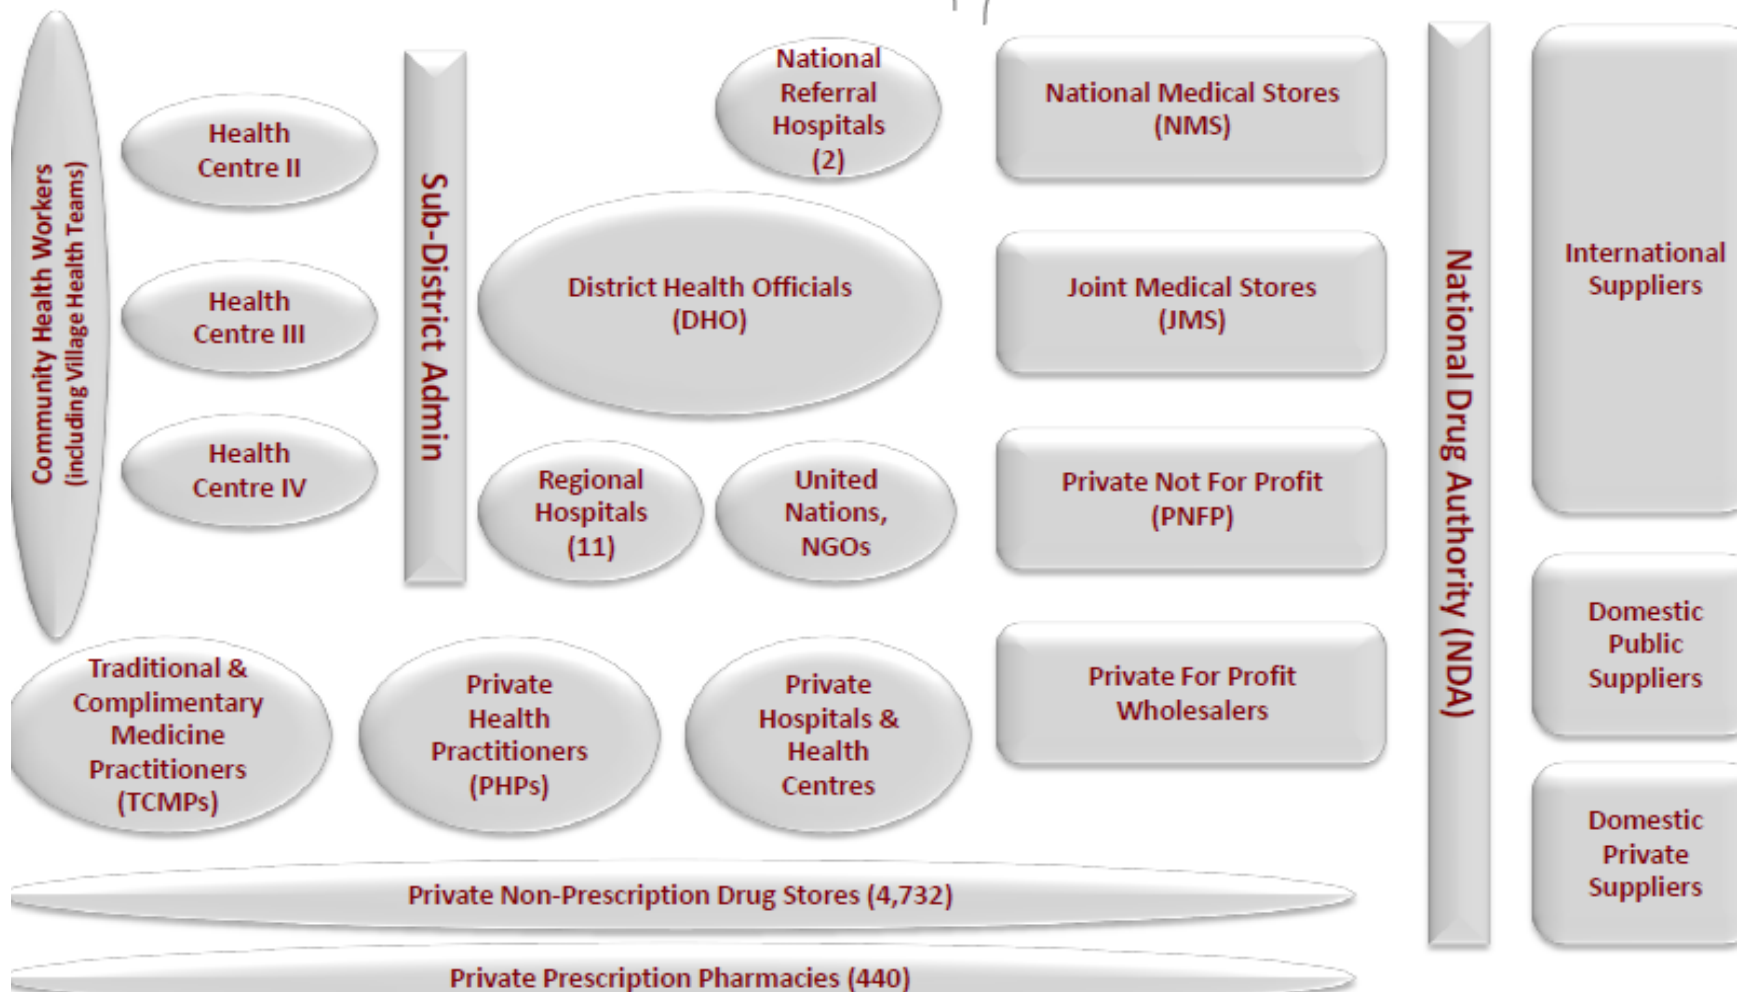 Community Health Workers
(including Village Health Teams)
Health
Centre II
Health
Centre III
Health
Centre IV
Sub-District Admin
National
Referral
Hospitals
(2)
District Health Officials
(DHO)
Regional
Hospitals
(11)
United
Nations,
NGOs
National Medical Stores
(NMS)
Joint Medical Stores
(JMS)
Private Not For Profit
(PNFP)
Private For Profit
Wholesalers
National Drug Authority (NDA)
International
Suppliers
Domestic
Public
Suppliers
Domestic
Private
Suppliers
Traditional &
Complimentary
Medicine
Practitioners
(TCMPs)
Private
Health
Practitioners
(PHPs)
Private
Hospitals &
Health
Centres
Private Non-Prescription Drug Stores (4,732)
Private Prescription Pharmacies (440)